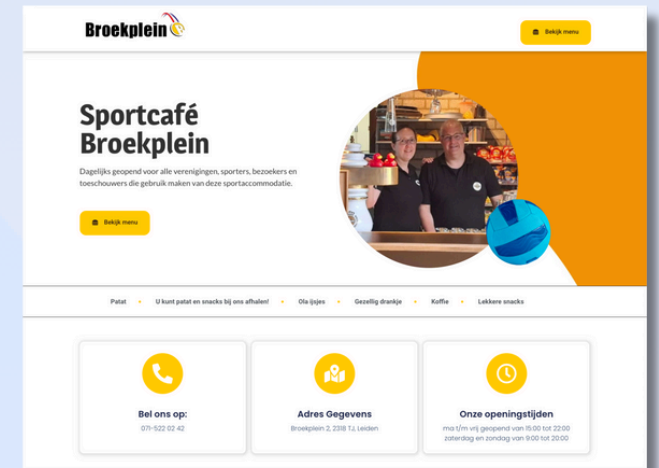 Broekplein
Bekijk menu
Sportcafé
Broekplein
Dagelijks geopend voor alle verenigingen, sporters, bezoekers en
toeschouwers die gebruik maken van deze sportaccommodatie.
Bekijk menu
Patat • U kunt patat en snacks bij ons afhalen! • Ola ijsjes • Gezellig drankje • Koffie • Lekkere snacks
Bel ons op:
071-522 02 42
Adres Gegevens
Broekplein 2, 2318 TJ, Leiden
Onze openingstijden
ma t/m vrij geopend van 15:00 tot 22:00
zaterdag en zondag van 9:00 tot 20:00